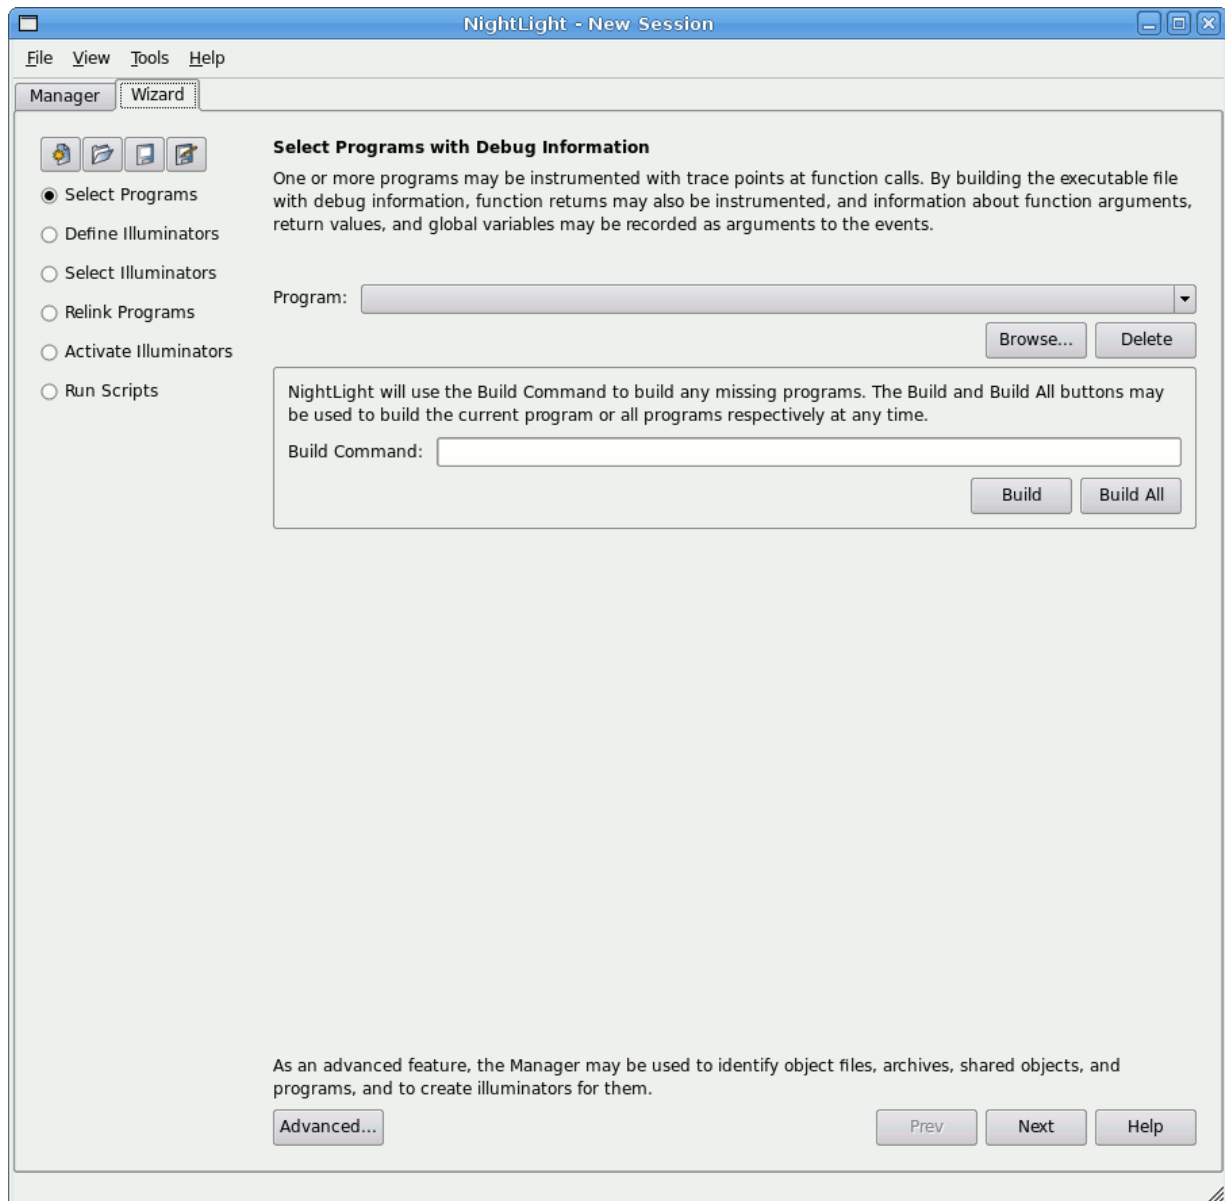 NightLight - New Session
File View Tools Help
Manager Wizard
Select Programs
Define Illuminators
Select Illuminators
Relink Programs
Activate Illuminators
Run Scripts
Select Programs with Debug Information
One or more programs may be instrumented with trace points at function calls. By building the executable file
with debug information, function returns may also be instrumented, and information about function arguments,
return values, and global variables may be recorded as arguments to the events.
Program:
Browse... Delete
NightLight will use the Build Command to build any missing programs. The Build and Build All buttons may
be used to build the current program or all programs respectively at any time.
Build Command:
Build Build All
As an advanced feature, the Manager may be used to identify object files, archives, shared objects, and
programs, and to create illuminators for them.
Advanced... Prev Next Help